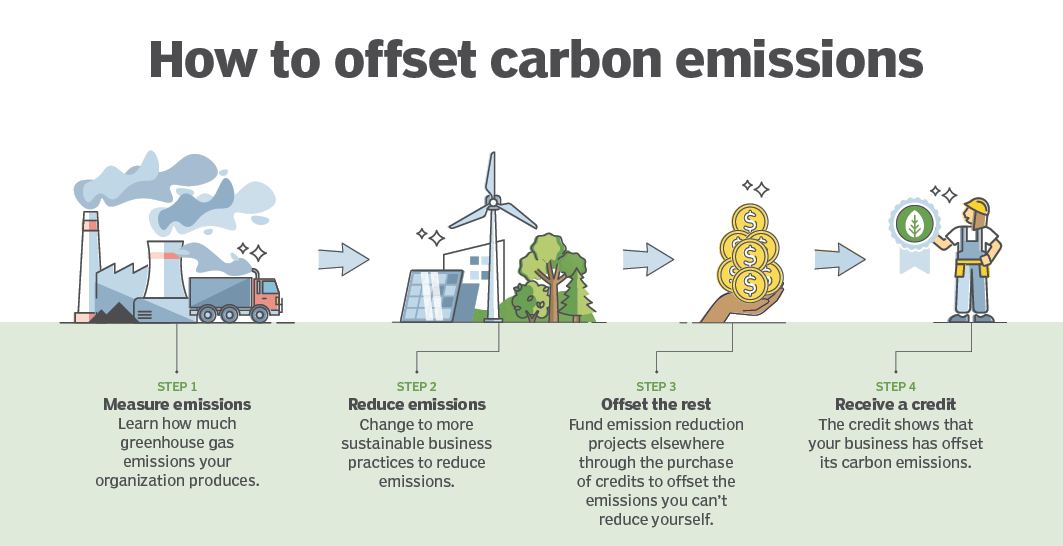 How to offset carbon emissions
STEP 1
Measure emissions
Learn how much
greenhouse gas
emissions your
organization produces.
STEP 2
Reduce emissions
Change to more
sustainable business
practices to reduce
emissions.
STEP 3
Offset the rest
Fund emission reduction
projects elsewhere
through the purchase
of credits to offset the
emissions you can't
reduce yourself.
STEP 4
Receive a credit
The credit shows that
your business has offset
its carbon emissions.
$
$
$
$
$